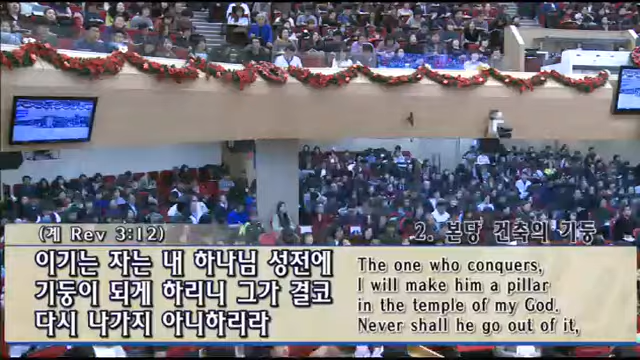 (계 Rev 3:12)
2. 본당 건축의 기둥
이기는 자는 내 하나님 성전에
기둥이 되게 하리니 그가 결코
다시 나가지 아니하리라
The one who conquers,
I will make him a pillar
in the temple of my God.
Never shall he go out of it,